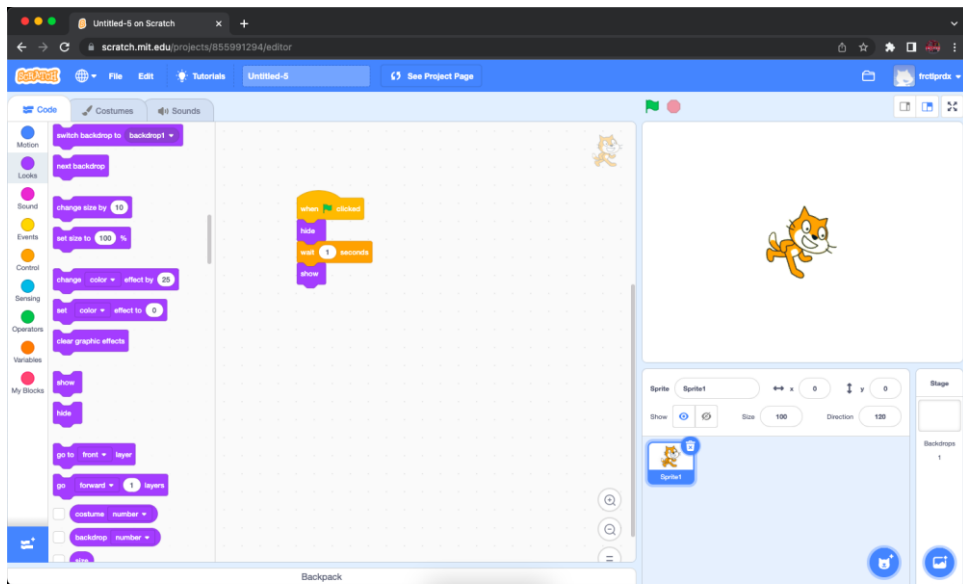 Untitled-5 on Scratch
scratch.mit.edu/projects/855991294/editor
SCRATCH File Edit Tutorials Untitled-5 See Project Page frctlprdx
Code Costumes Sounds
Motion
Looks
Sound
Events
Control
Sensing
Operators
Variables
My Blocks
switch backdrop to backdrop1
next backdrop
change size by 10
set size to 100 %
change color effect by 25
set color effect to 0
clear graphic effects
show
hide
go to front layer
go forward 1 layers
costume number
backdrop number
size
when clicked
hide
wait 1 seconds
show
Sprite Sprite1 x 0 y 0
Show Size 100 Direction 120
Sprite1
Stage
Backdrops
1
Backpack